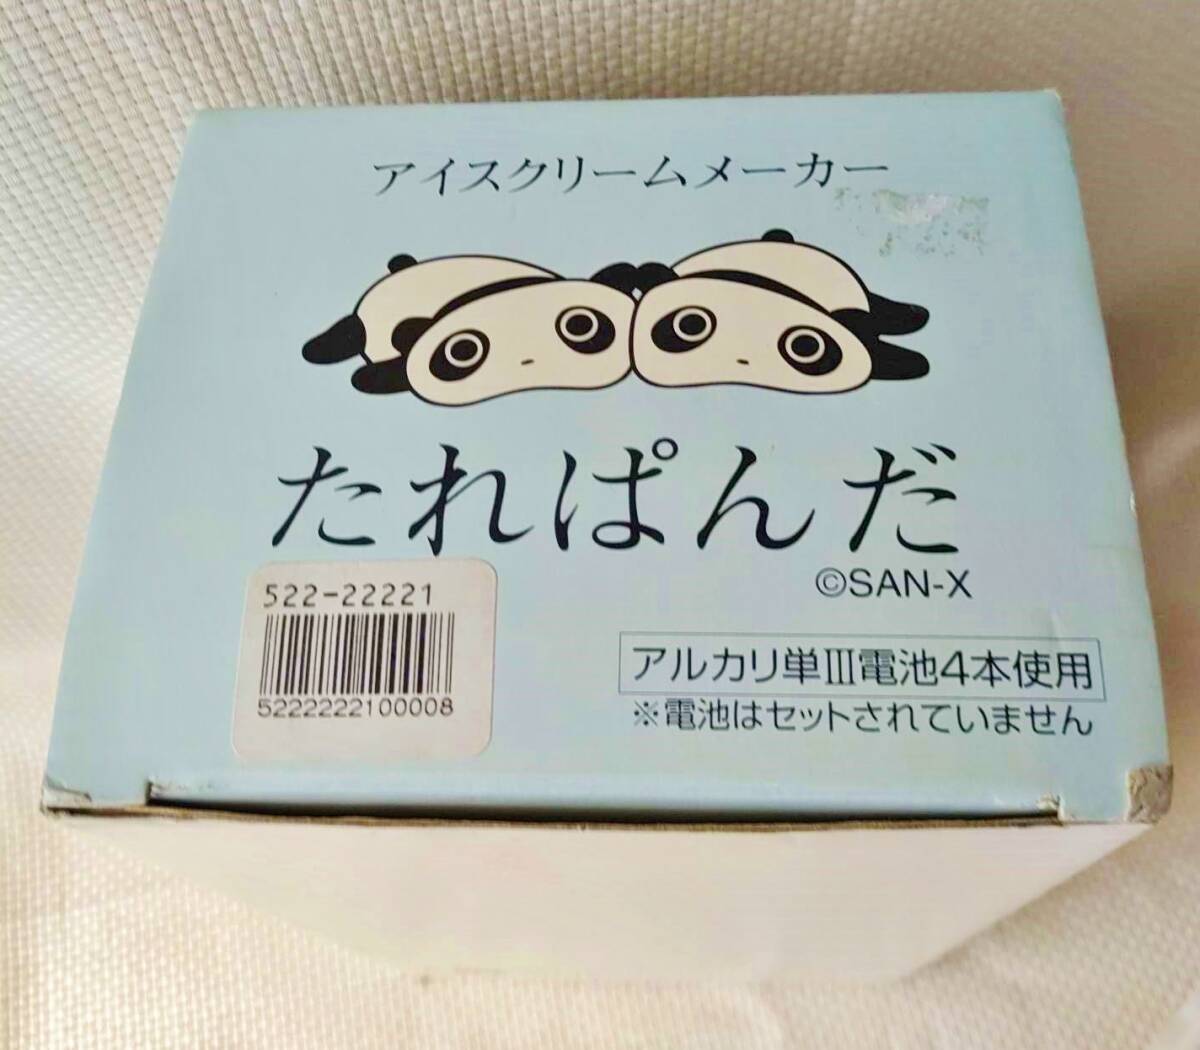 アイスクリームメーカー
たれぱんだ
©SAN-X
522-22221
5222222100008
アルカリ単III電池4本使用
※電池はセットされていません